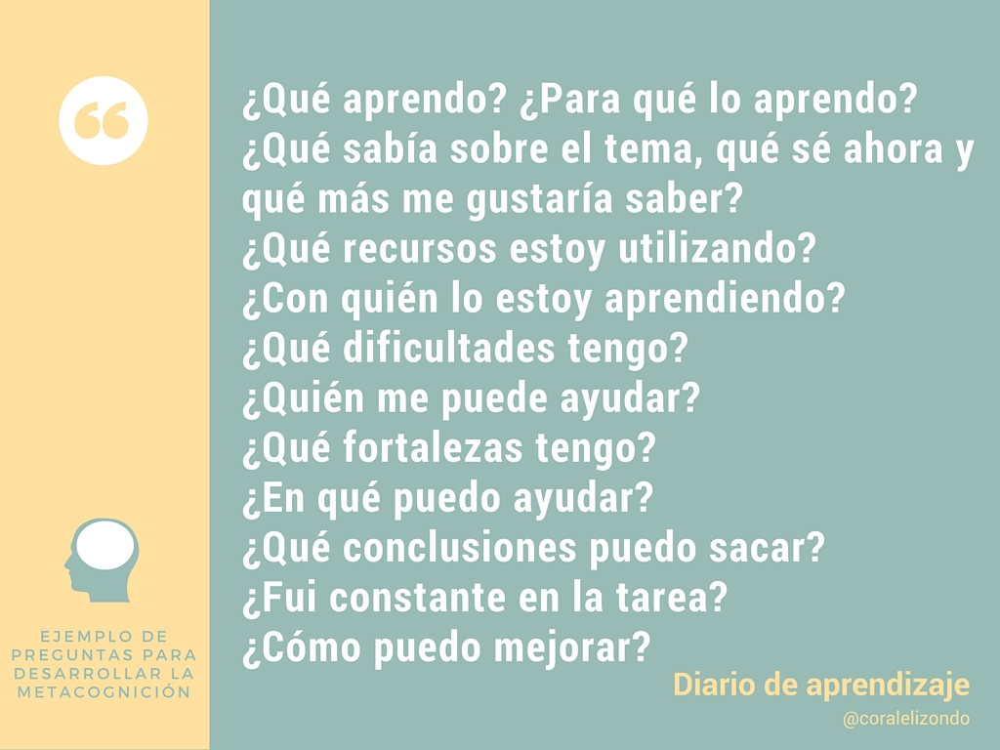 ❝
¿Qué aprendo? ¿Para qué lo aprendo?
¿Qué sabía sobre el tema, qué sé ahora y
qué más me gustaría saber?
¿Qué recursos estoy utilizando?
¿Con quién lo estoy aprendiendo?
¿Qué dificultades tengo?
¿Quién me puede ayudar?
¿Qué fortalezas tengo?
¿En qué puedo ayudar?
¿Qué conclusiones puedo sacar?
¿Fui constante en la tarea?
¿Cómo puedo mejorar?
EJEMPLO DE
PREGUNTAS PARA
DESARROLLAR LA
METACOGNICIÓN
Diario de aprendizaje
@coralelizondo